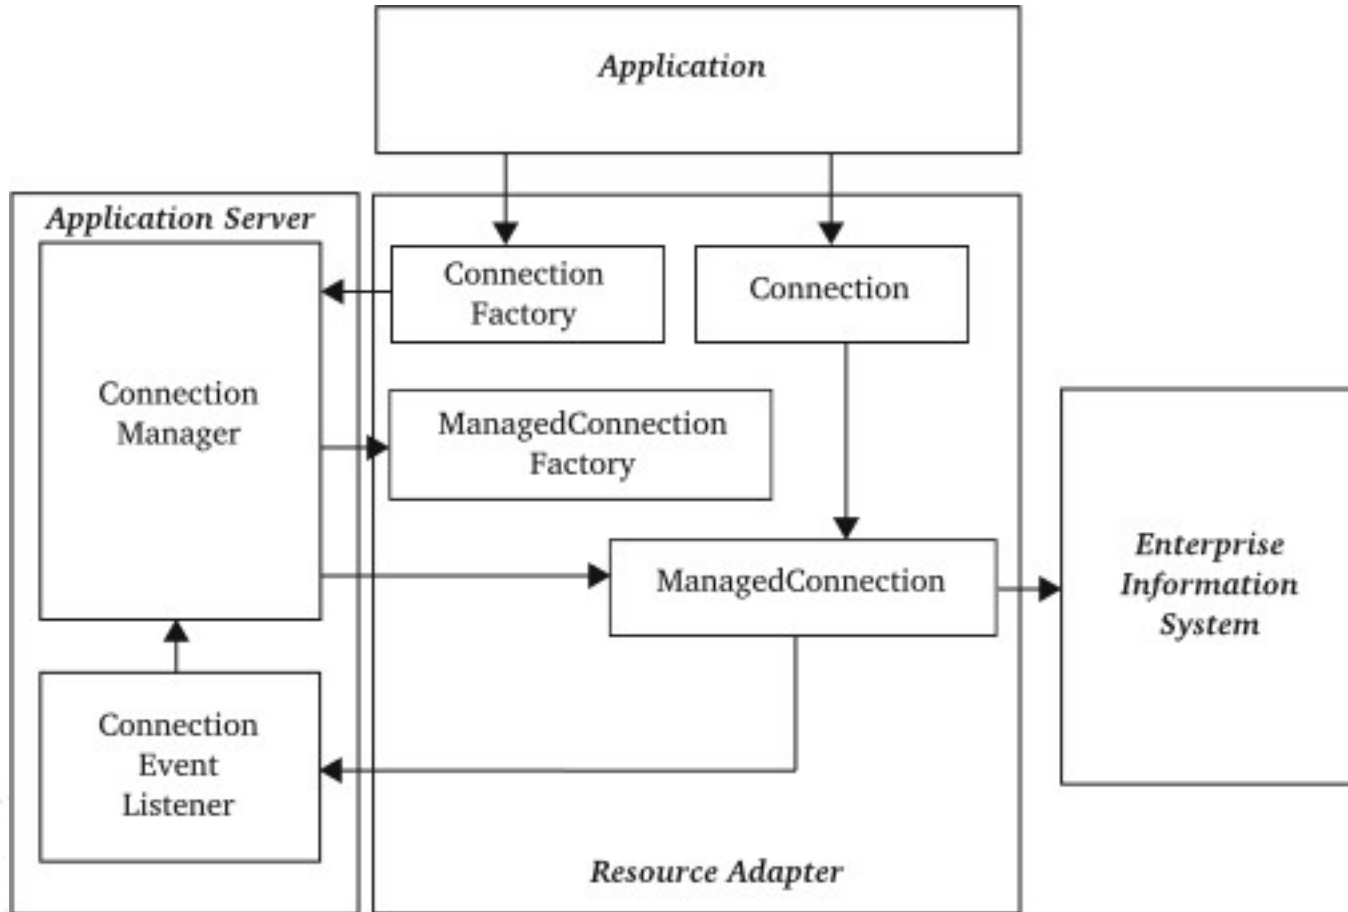 Application
Application Server
Connection
Factory
Connection
Connection
Manager
ManagedConnection
Factory
ManagedConnection
Enterprise
Information
System
Connection
Event
Listener
Resource Adapter